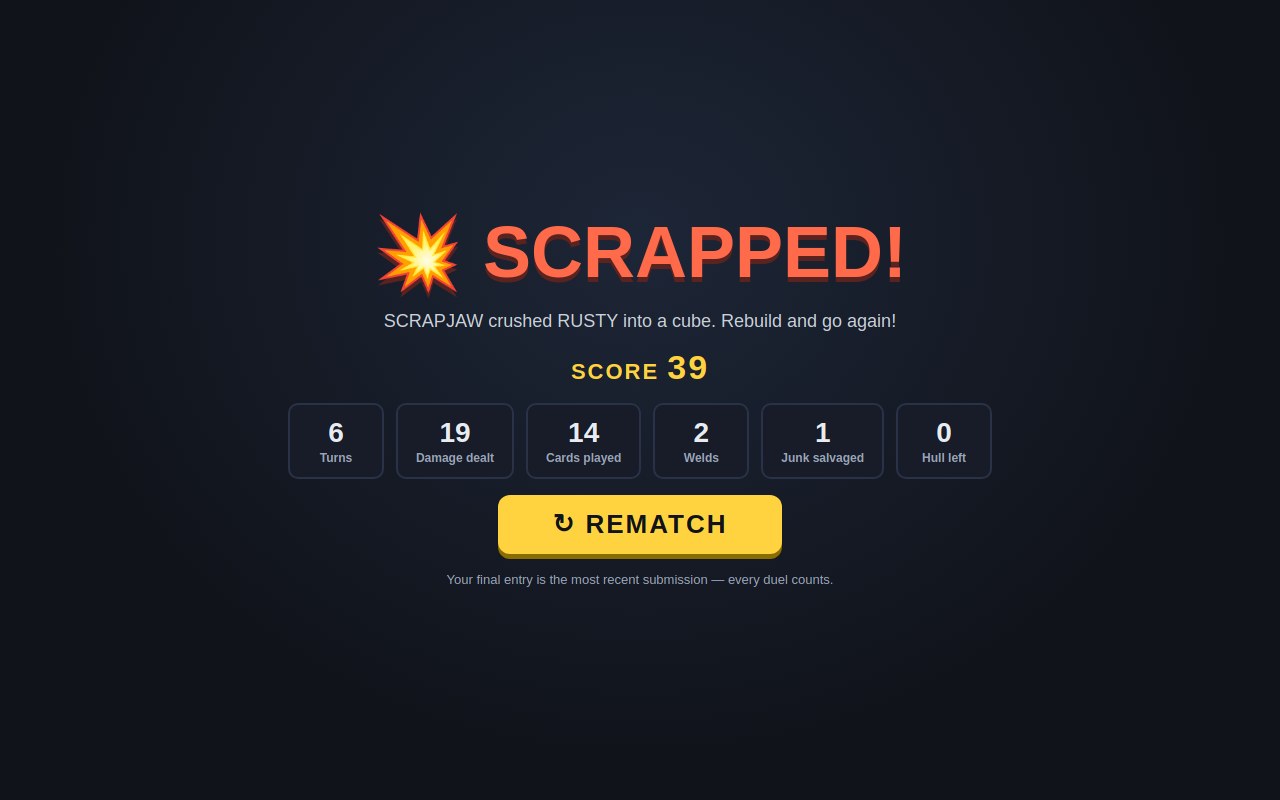 💥 SCRAPPED!
SCRAPJAW crushed RUSTY into a cube. Rebuild and go again!
SCORE 39
6 19 14 2 1 0
Turns Damage dealt Cards played Welds Junk salvaged Hull left
↻ REMATCH
Your final entry is the most recent submission — every duel counts.